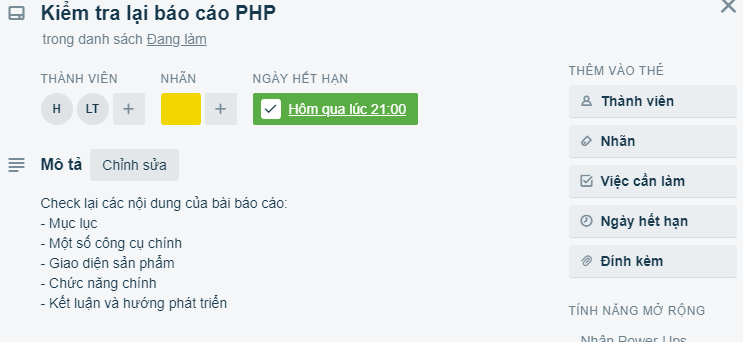 Kiểm tra lại báo cáo PHP
trong danh sách Đang làm
THÀNH VIÊN
H
LT
NHÃN
NGÀY HẾT HẠN
Hôm qua lúc 21:00
Mô tả
Chỉnh sửa
Check lại các nội dung của bài báo cáo:
- Mục lục
- Một số công cụ chính
- Giao diện sản phẩm
- Chức năng chính
- Kết luận và hướng phát triển
THÊM VÀO THẺ
Thành viên
Nhãn
Việc cần làm
Ngày hết hạn
Đính kèm
TÍNH NĂNG MỞ RỘNG
Nhận Power-Ups